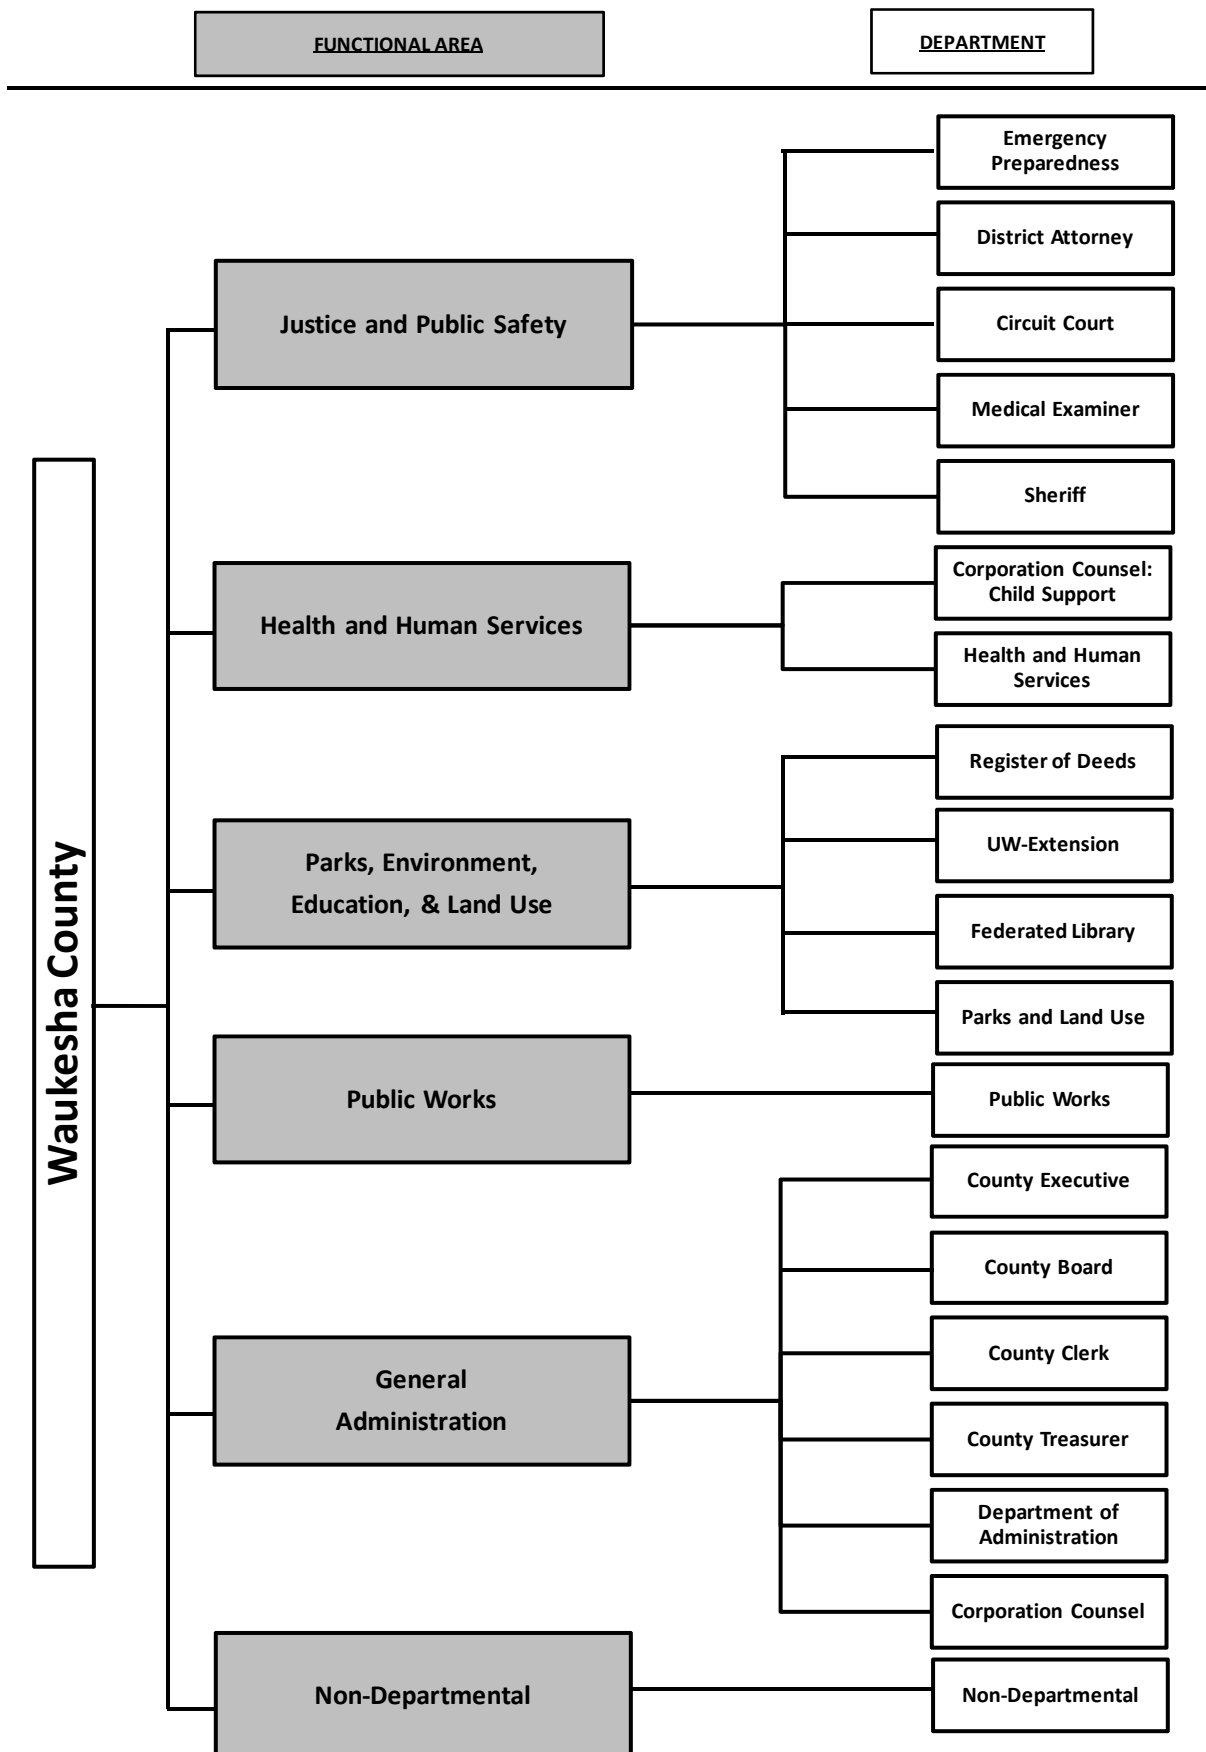 FUNCTIONAL AREA
DEPARTMENT
Waukesha County
Justice and Public Safety
Emergency
Preparedness
District Attorney
Circuit Court
Medical Examiner
Sheriff
Health and Human Services
Corporation Counsel:
Child Support
Health and Human
Services
Parks, Environment,
Education, & Land Use
Register of Deeds
UW-Extension
Federated Library
Parks and Land Use
Public Works
Public Works
General
Administration
County Executive
County Board
County Clerk
County Treasurer
Department of
Administration
Corporation Counsel
Non-Departmental
Non-Departmental